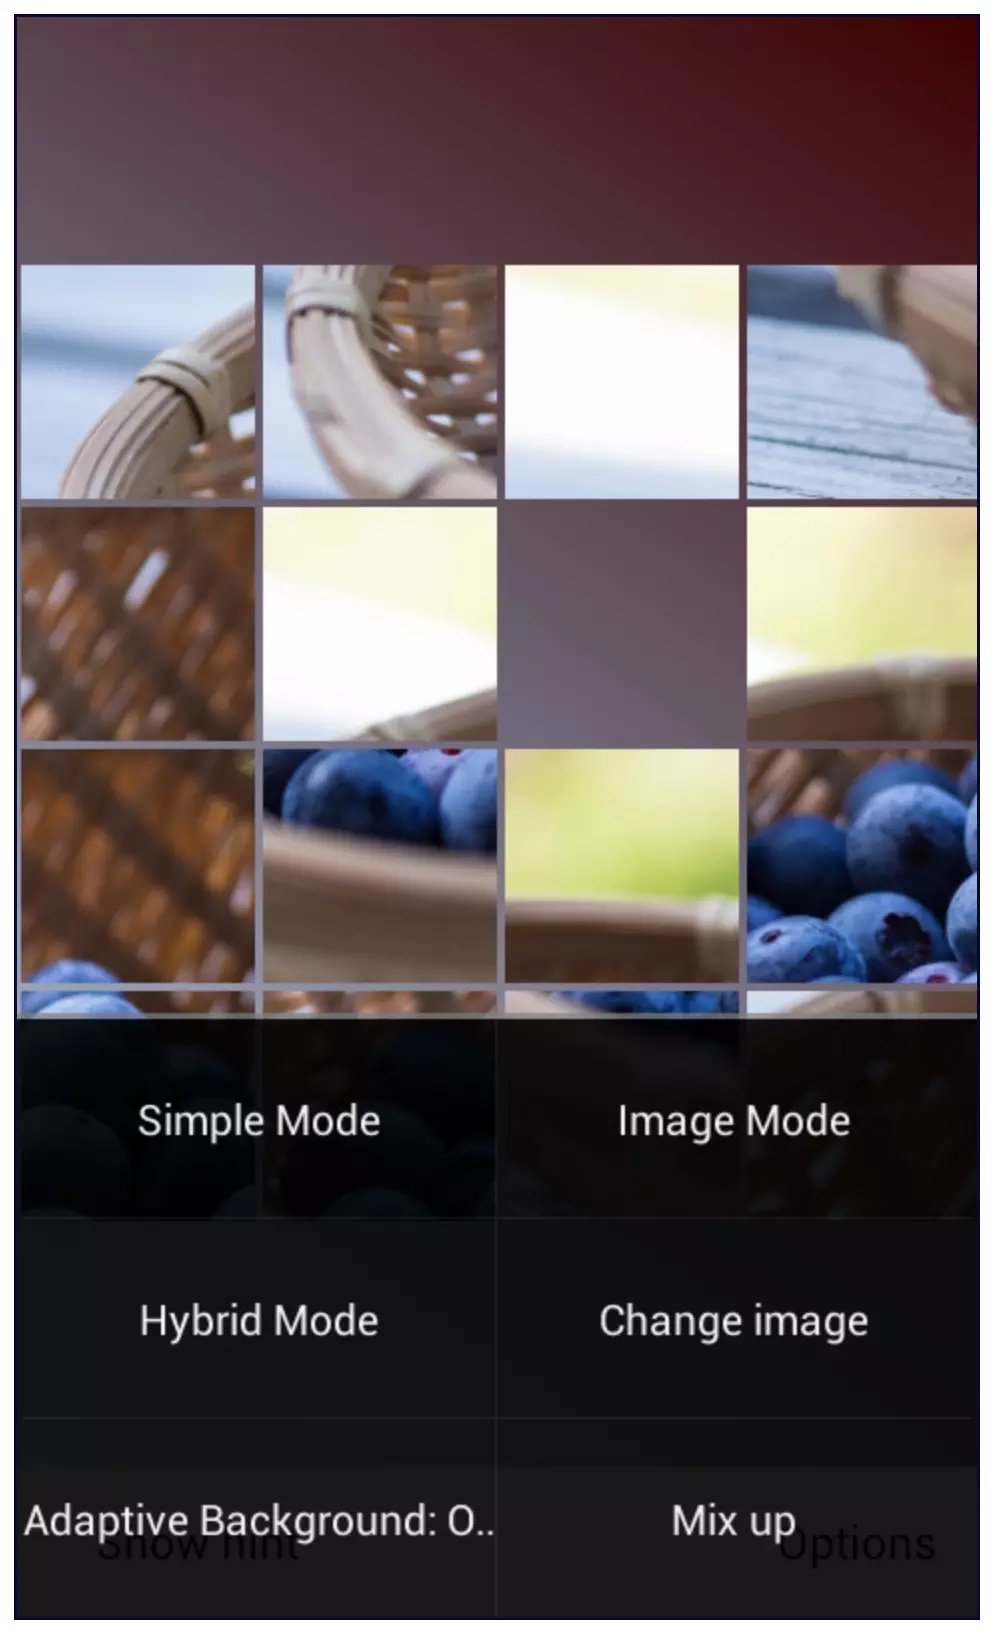 Simple Mode
Image Mode
Hybrid Mode
Change image
Adaptive Background: O..
Mix up
Show hint
Options